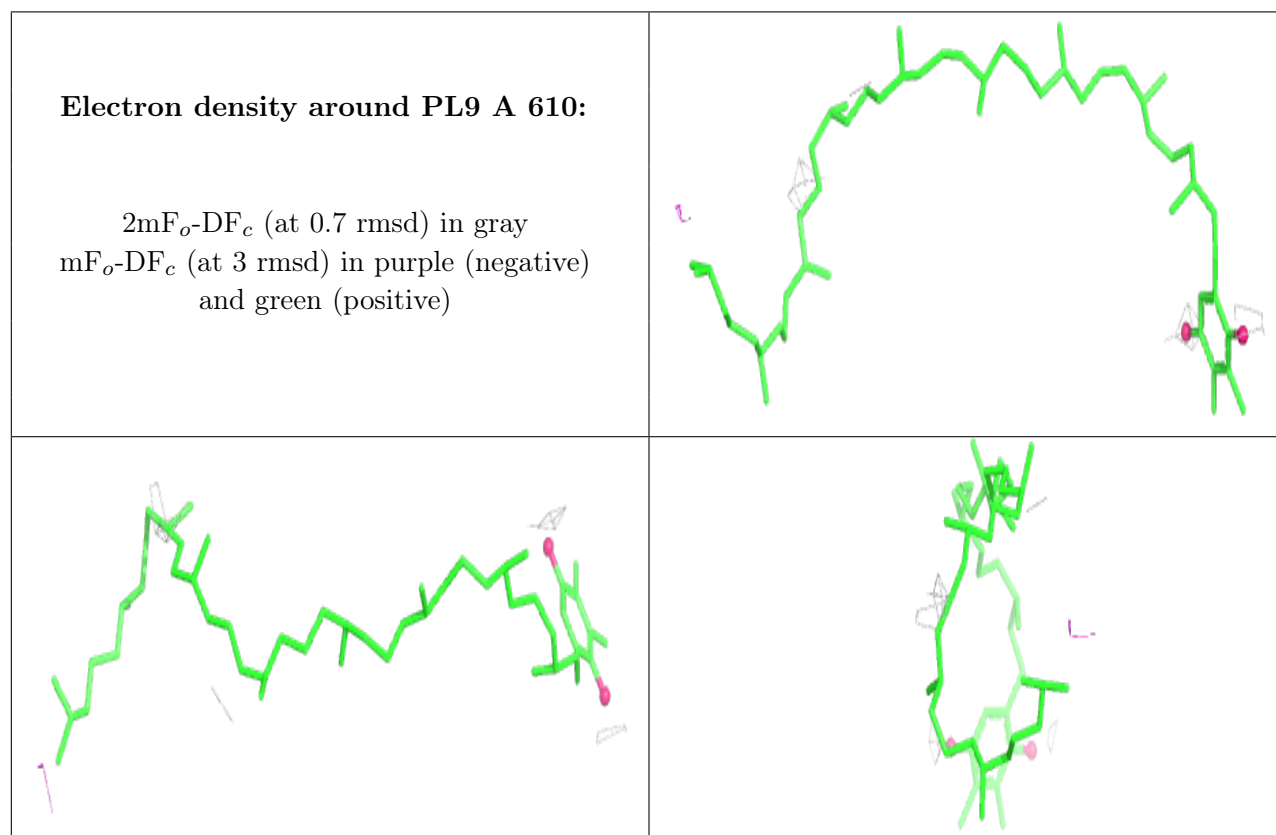 Electron density around PL9 A 610:
2mFo-DFc (at 0.7 rmsd) in gray
mFo-DFc (at 3 rmsd) in purple (negative)
and green (positive)